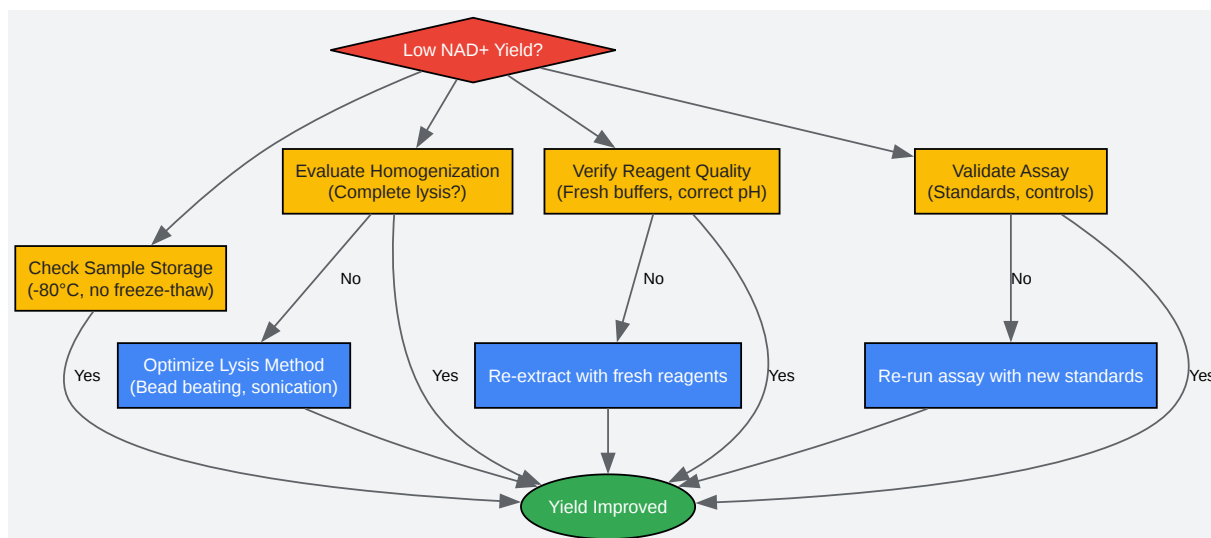 Low NAD+ Yield?
Evaluate Homogenization
(Complete lysis?)
Verify Reagent Quality
(Fresh buffers, correct pH)
Validate Assay
(Standards, controls)
Check Sample Storage
(-80°C, no freeze-thaw)
No
No
No
Yes
Optimize Lysis Method
(Bead beating, sonication)
Yes
Re-extract with fresh reagents
Yes
Re-run assay with new standards
Yes
Yield Improved